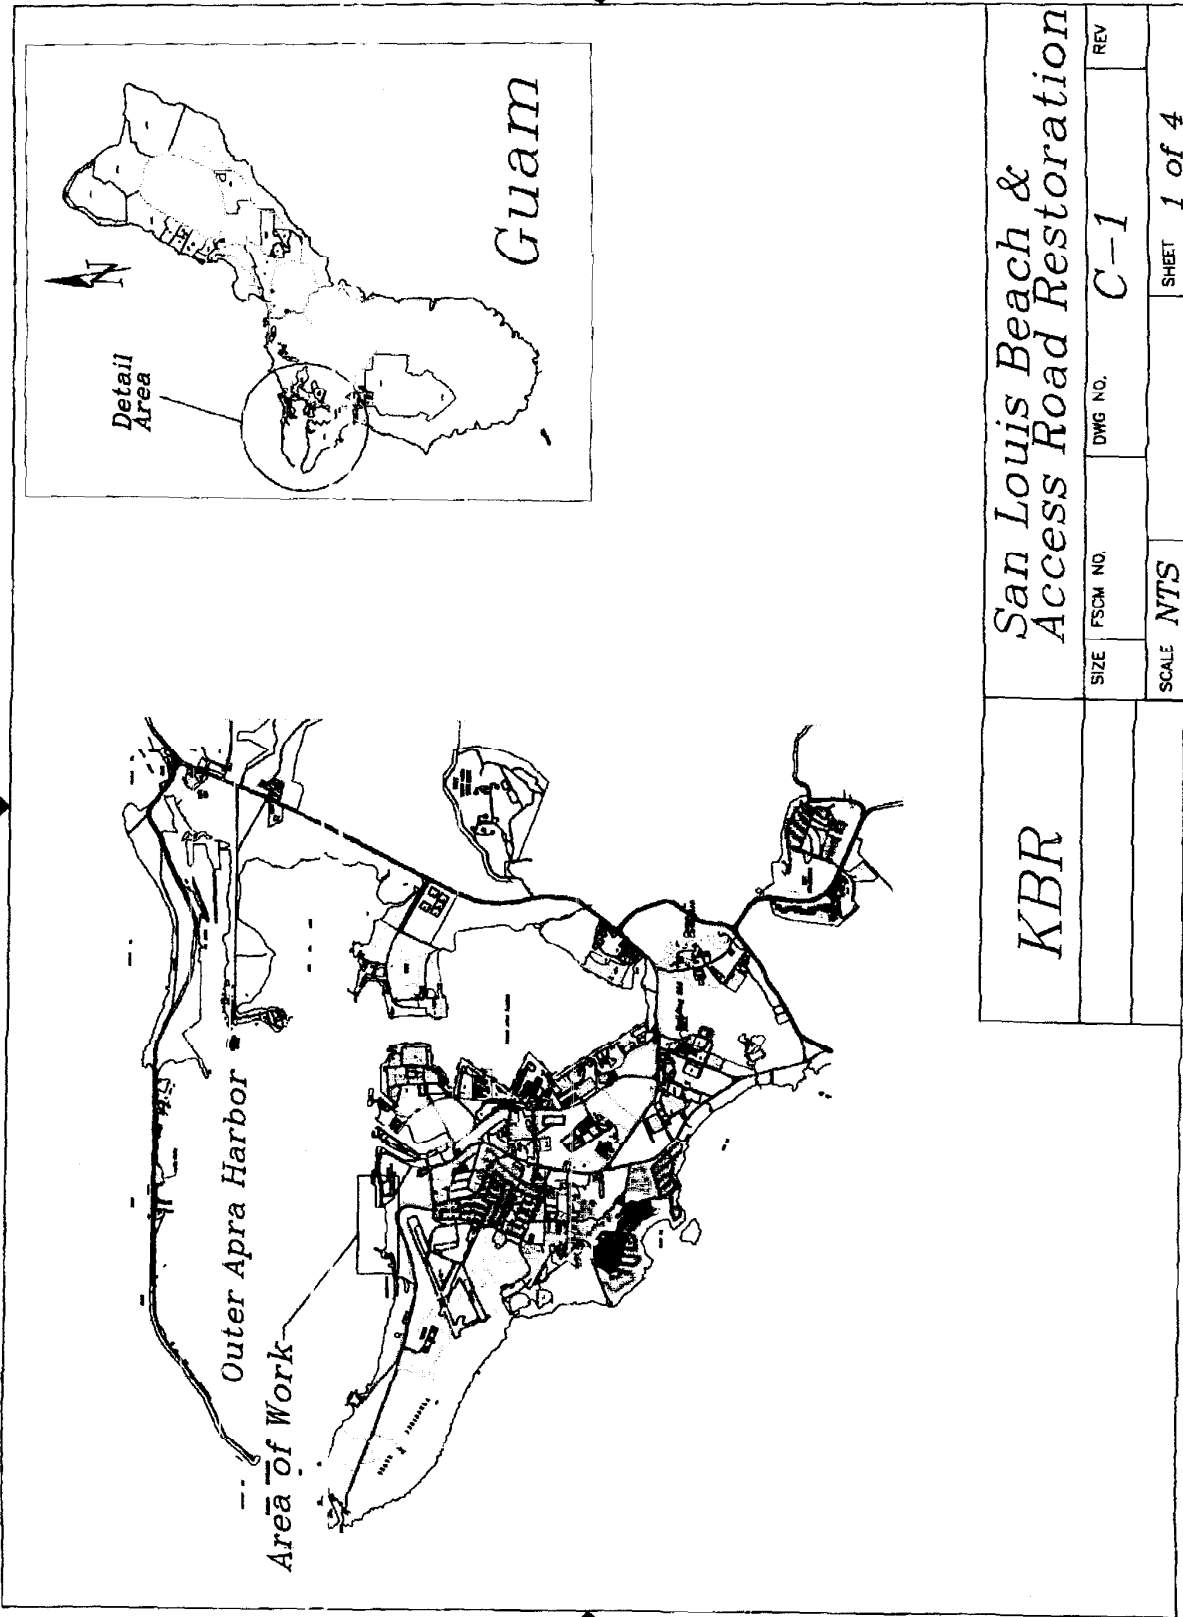 Guam
N
Detail
Area
Outer Apra Harbor
Area of Work
KBR
San Louis Beach &
Access Road Restoration
SIZE
FSCM NO.
DWG NO.
C-1
REV
SCALE NTS
SHEET 1 of 4